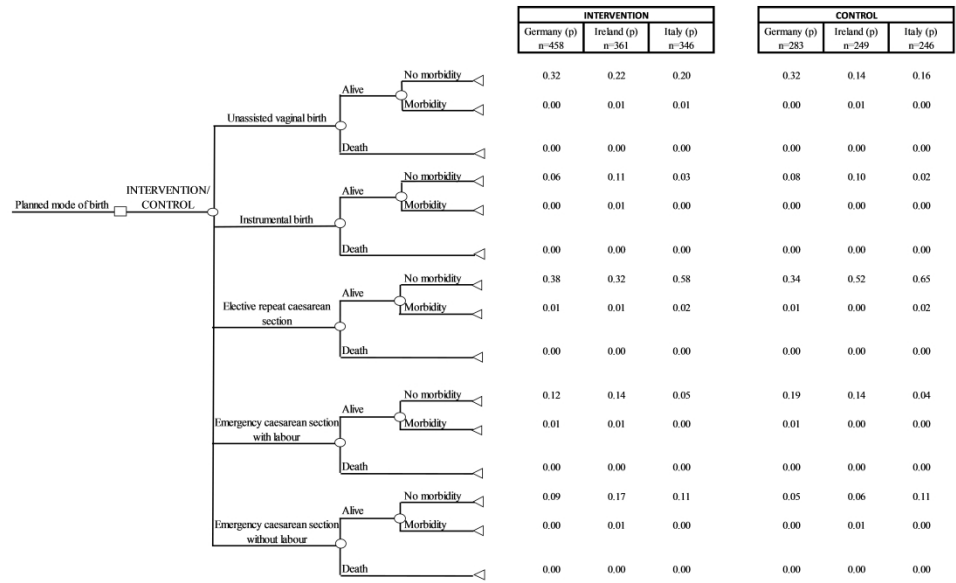 INTERVENTION CONTROL
Germany (p) Ireland (p) Italy (p) Germany (p) Ireland (p) Italy (p)
n=458 n=361 n=346 n=283 n=249 n=246
No morbidity 0.32 0.22 0.20 0.32 0.14 0.16
Alive
Morbidity 0.00 0.01 0.01 0.00 0.01 0.00
Unassisted vaginal birth
Death 0.00 0.00 0.00 0.00 0.00 0.00
No morbidity 0.06 0.11 0.03 0.08 0.10 0.02
Alive
INTERVENTION/
Planned mode of birth CONTROL
Morbidity 0.00 0.01 0.00 0.00 0.00 0.00
Instrumental birth
Death 0.00 0.00 0.00 0.00 0.00 0.00
No morbidity 0.38 0.32 0.58 0.34 0.52 0.65
Alive
Elective repeat caesarean
section
Morbidity 0.01 0.01 0.02 0.01 0.00 0.02
Death 0.00 0.00 0.00 0.00 0.00 0.00
No morbidity 0.12 0.14 0.05 0.19 0.14 0.04
Alive
Emergency caesarean section
with labour
Morbidity 0.01 0.01 0.00 0.01 0.00 0.00
Death 0.00 0.00 0.00 0.00 0.00 0.00
No morbidity 0.09 0.17 0.11 0.05 0.06 0.11
Alive
Emergency caesarean section
without labour
Morbidity 0.00 0.01 0.00 0.00 0.01 0.00
Death 0.00 0.00 0.00 0.00 0.00 0.00